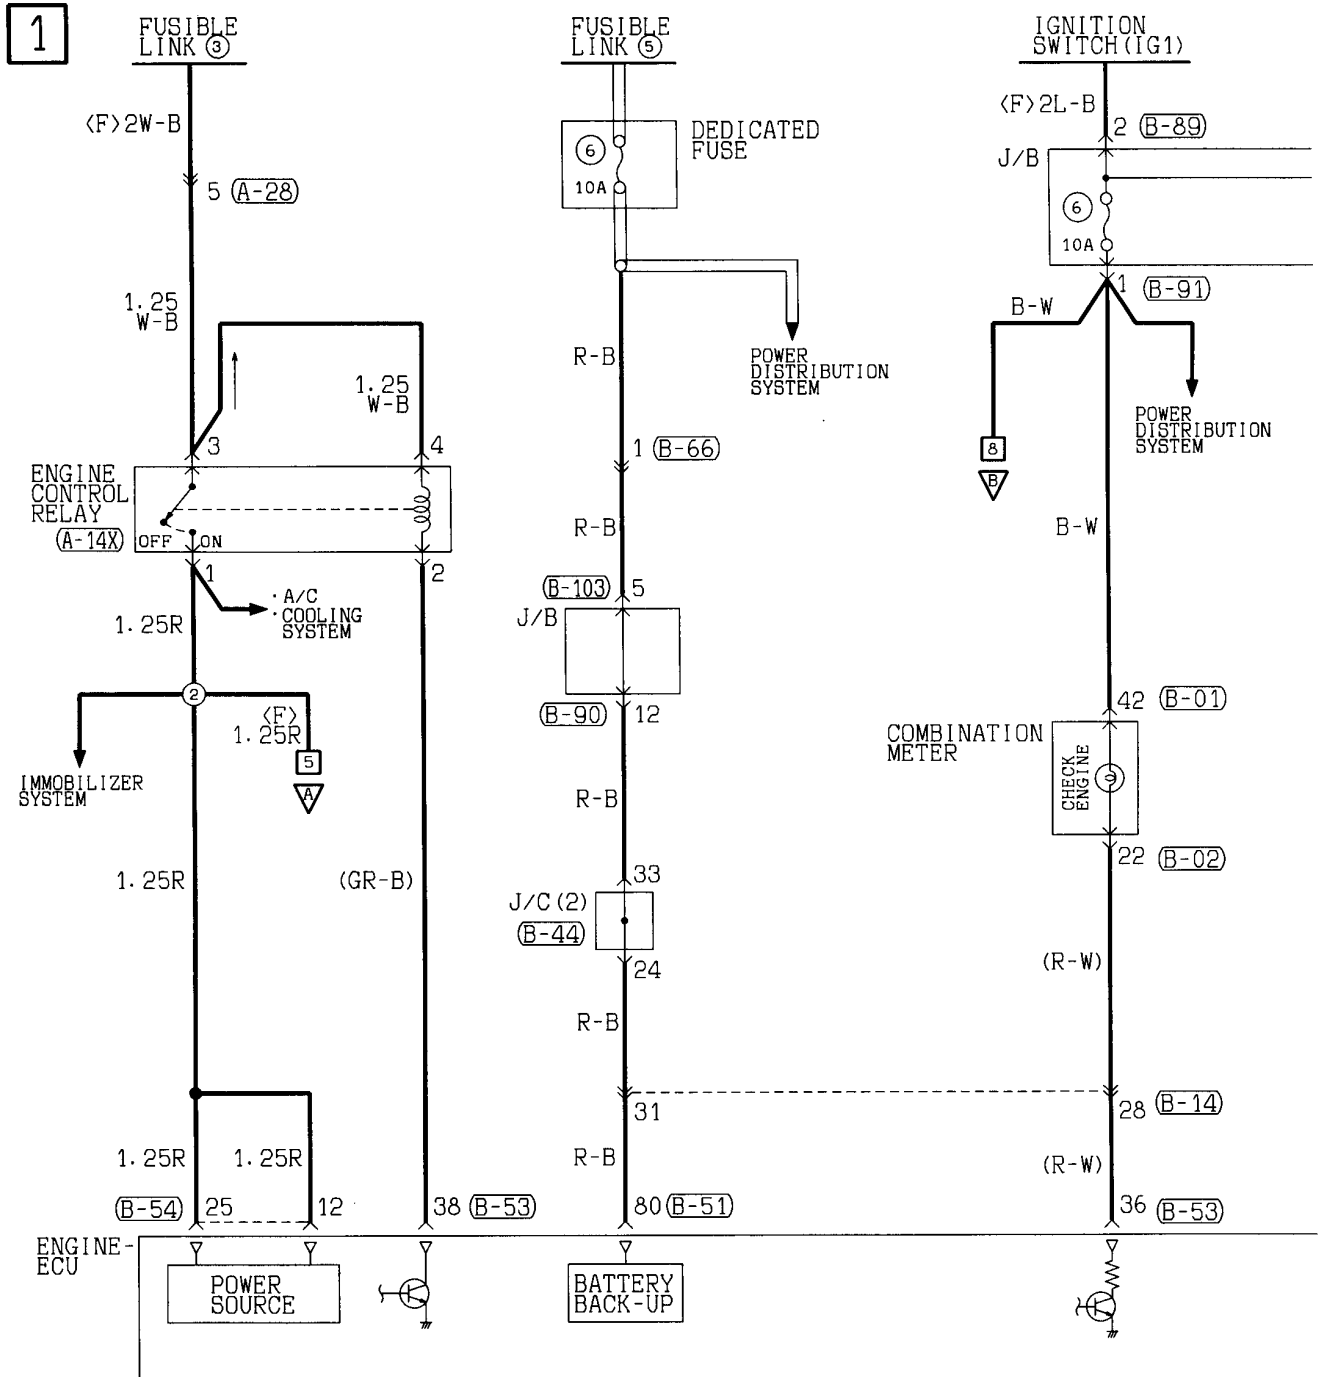 1
FUSIBLE
LINK ③
FUSIBLE
LINK ⑤
IGNITION
SWITCH(IG1)
<F>2W-B
5 (A-28)
1.25
W-B
1.25
W-B
3
4
ENGINE
CONTROL
RELAY
(A-14X)
OFF
ON
1
2
· A/C
· COOLING
SYSTEM
1.25R
2
<F>
1.25R
5
A
IMMOBILIZER
SYSTEM
1.25R
(GR-B)
1.25R
1.25R
(B-54)
25
12
38 (B-53)
DEDICATED
FUSE
6
10A
POWER
DISTRIBUTION
SYSTEM
R-B
1 (B-66)
R-B
(B-103) 5
J/B
(B-90) 12
R-B
33
J/C(2)
(B-44)
24
R-B
31
R-B
80 (B-51)
<F>2L-B
2 (B-89)
J/B
6
10A
1 (B-91)
B-W
8
B
POWER
DISTRIBUTION
SYSTEM
B-W
42 (B-01)
COMBINATION
METER
CHECK
ENGINE
22 (B-02)
(R-W)
28 (B-14)
(R-W)
36 (B-53)
ENGINE-
ECU
POWER
SOURCE
BATTERY
BACK-UP